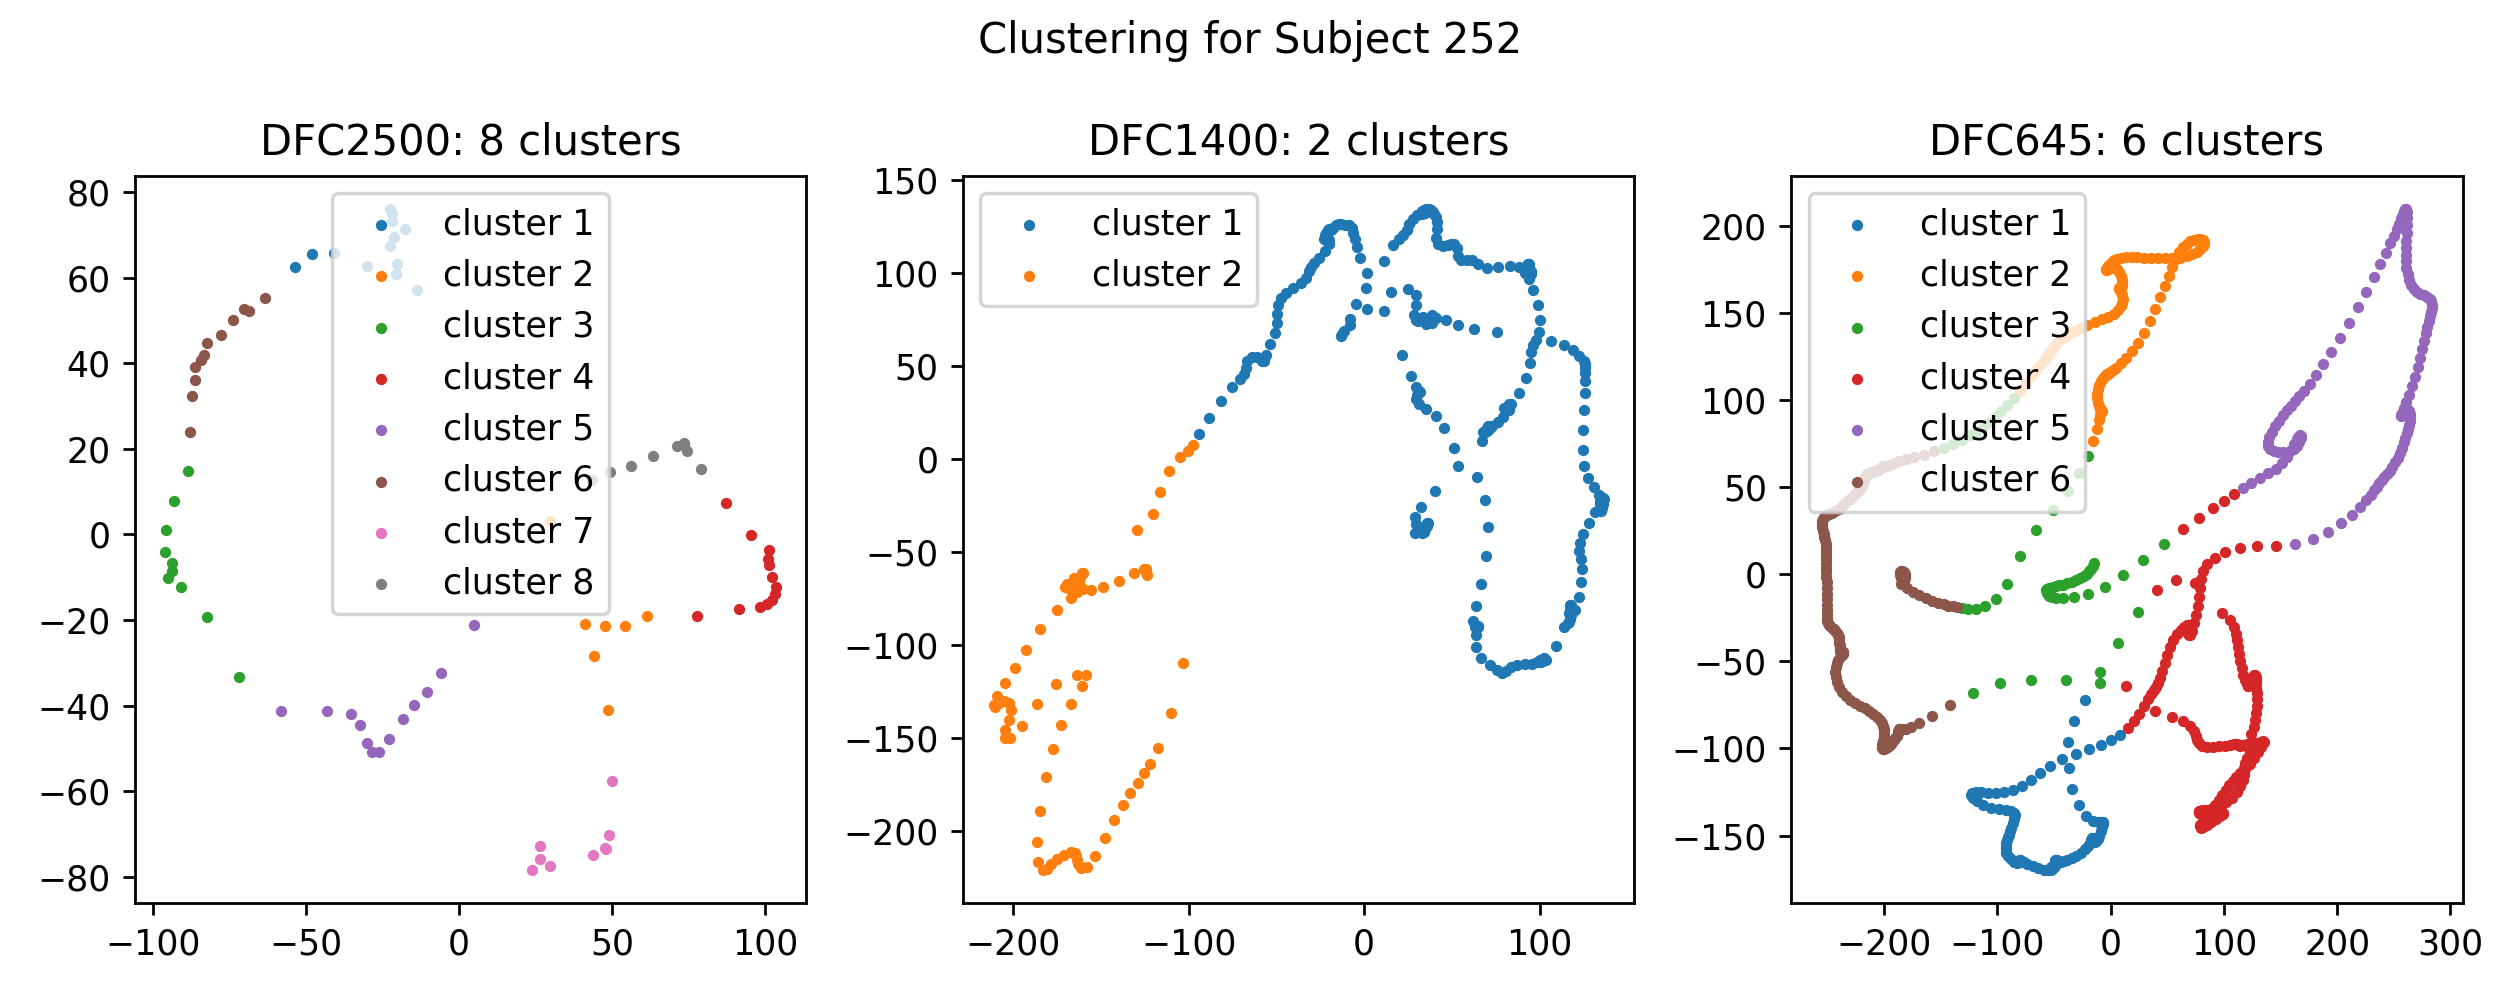 Clustering for Subject 252
DFC2500: 8 clusters
80
60
40
20
0
−20
−40
−60
−80
−100
−50
0
50
100
cluster 1
cluster 2
cluster 3
cluster 4
cluster 5
cluster 6
cluster 7
cluster 8
DFC1400: 2 clusters
150
100
50
0
−50
−100
−150
−200
−200
−100
0
100
cluster 1
cluster 2
DFC645: 6 clusters
200
150
100
50
0
−50
−100
−150
−200
−100
0
100
200
300
cluster 1
cluster 2
cluster 3
cluster 4
cluster 5
cluster 6